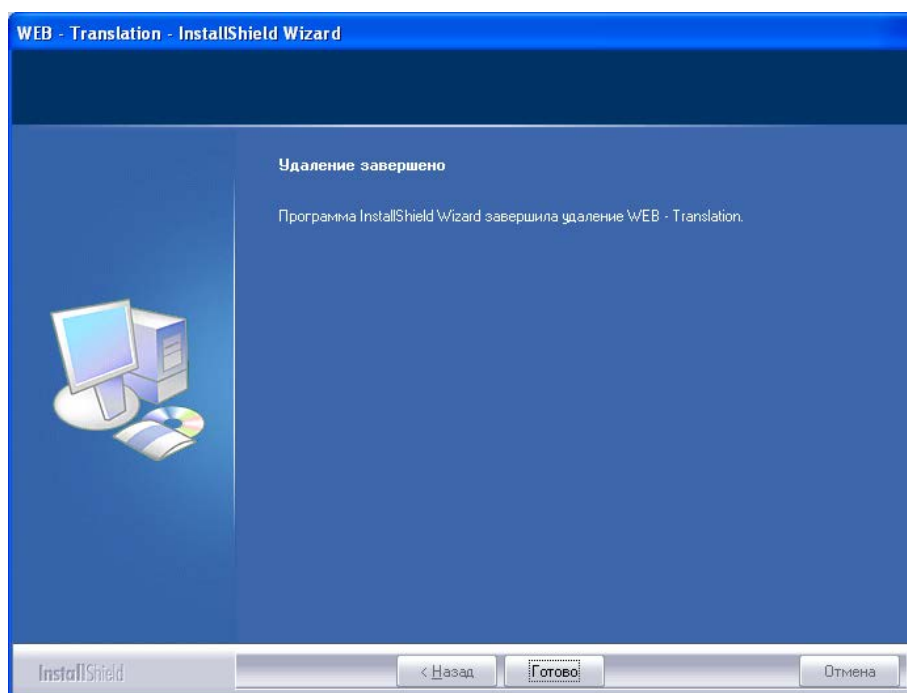 WEB - Translation - InstallShield Wizard
Удаление завершено
Программа InstallShield Wizard завершила удаление WEB - Translation.
InstallShield
< Назад
Готово
Отмена